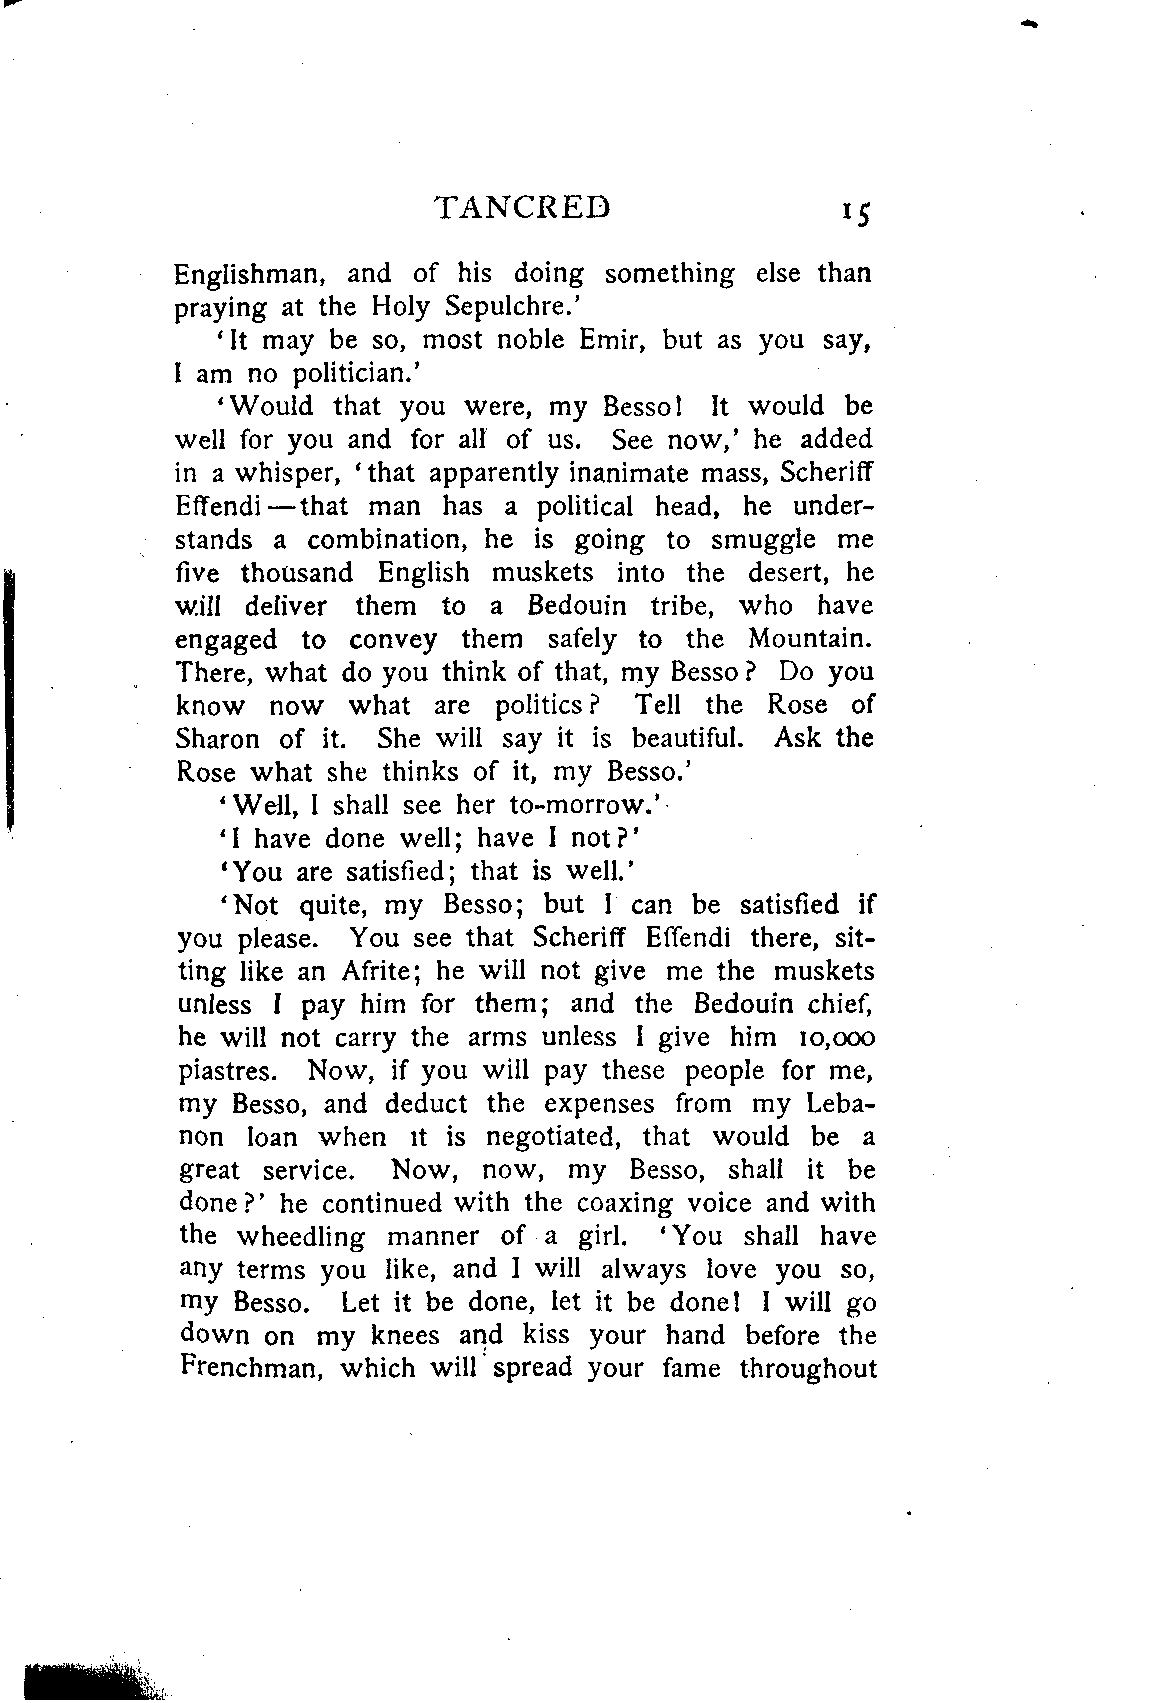 TANCRED 15
Englishman, and of his doing something else than
praying at the Holy Sepulchre.'
'It may be so, most noble Emir, but as you say,
I am no politician.'
'Would that you were, my Besso! It would be
well for you and for all of us. See now,' he added
in a whisper, 'that apparently inanimate mass, Scheriff
Effendi—that man has a political head, he under-
stands a combination, he is going to smuggle me
five thousand English muskets into the desert, he
will deliver them to a Bedouin tribe, who have
engaged to convey them safely to the Mountain.
There, what do you think of that, my Besso? Do you
know now what are politics? Tell the Rose of
Sharon of it. She will say it is beautiful. Ask the
Rose what she thinks of it, my Besso.'
'Well, I shall see her to-morrow.'
'I have done well; have I not?'
'You are satisfied; that is well.'
'Not quite, my Besso; but I can be satisfied if
you please. You see that Scheriff Effendi there, sit-
ting like an Afrite; he will not give me the muskets
unless I pay him for them; and the Bedouin chief,
he will not carry the arms unless I give him 10,000
piastres. Now, if you will pay these people for me,
my Besso, and deduct the expenses from my Leba-
non loan when it is negotiated, that would be a
great service. Now, now, my Besso, shall it be
done?' he continued with the coaxing voice and with
the wheedling manner of a girl. 'You shall have
any terms you like, and I will always love you so,
my Besso. Let it be done, let it be done! I will go
down on my knees and kiss your hand before the
Frenchman, which will spread your fame throughout